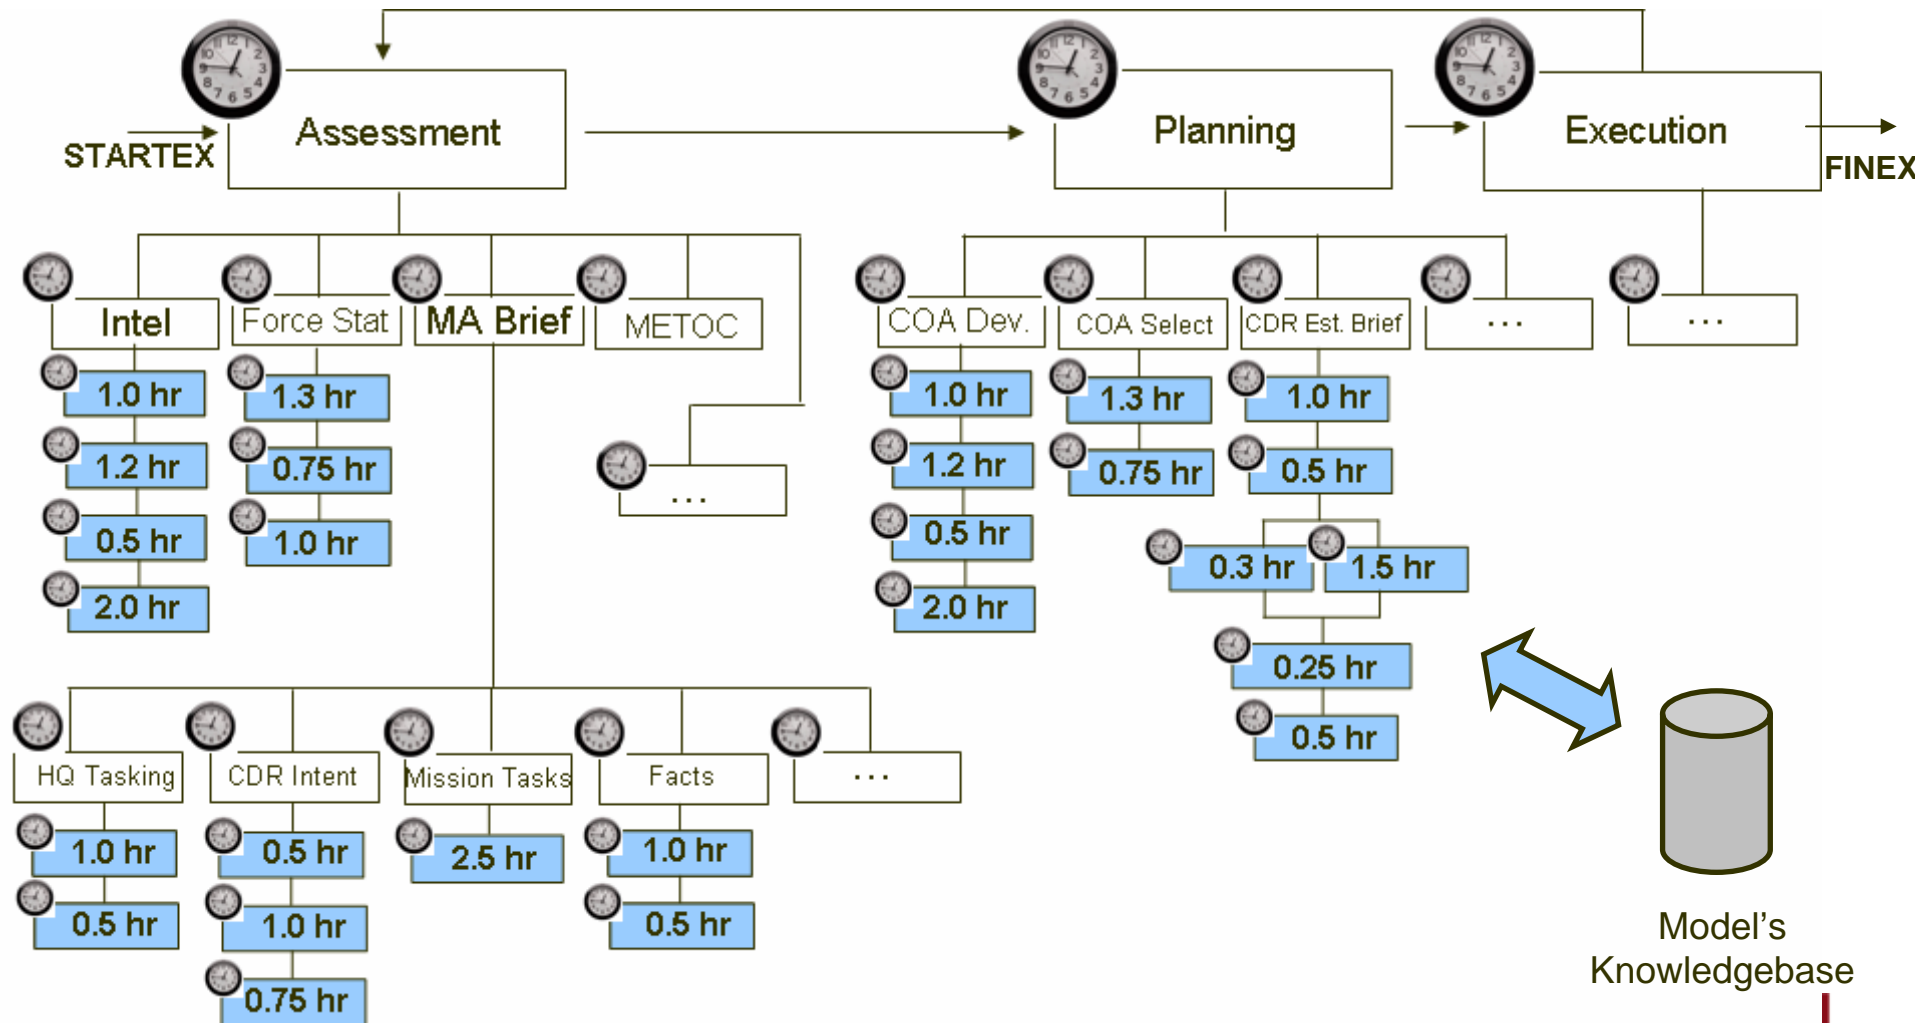 Assessment
Planning
Execution
STARTEX
FINEX
Intel
Force Stat
MA Brief
METOC
...
COA Dev.
COA Select
CDR Est. Brief
...
...
1.0 hr
1.2 hr
0.5 hr
2.0 hr
1.3 hr
0.75 hr
1.0 hr
1.0 hr
1.2 hr
0.5 hr
2.0 hr
1.3 hr
0.75 hr
1.0 hr
0.5 hr
0.3 hr
1.5 hr
0.25 hr
0.5 hr
HQ Tasking
CDR Intent
Mission Tasks
Facts
...
1.0 hr
0.5 hr
0.5 hr
1.0 hr
0.75 hr
2.5 hr
1.0 hr
0.5 hr
Model's
Knowledgebase